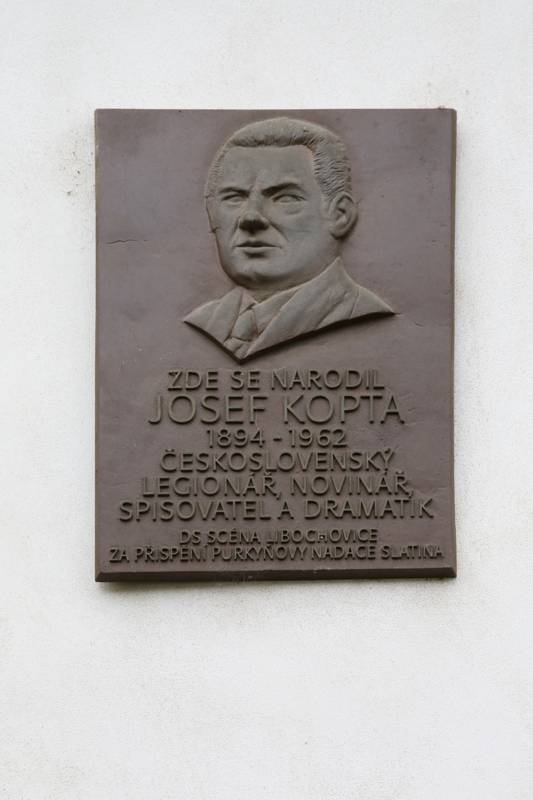 ZDE SE NARODIL
JOSEF KOPTA
1894 - 1962
ČESKOSLOVENSKÝ
LEGIONÁŘ, NOVINÁŘ,
SPISOVATEL A DRAMATIK
DS SCÉNA LIBOCHOVICE
ZA PŘISPĚNÍ PURKYŇOVY NADACE SLATINA